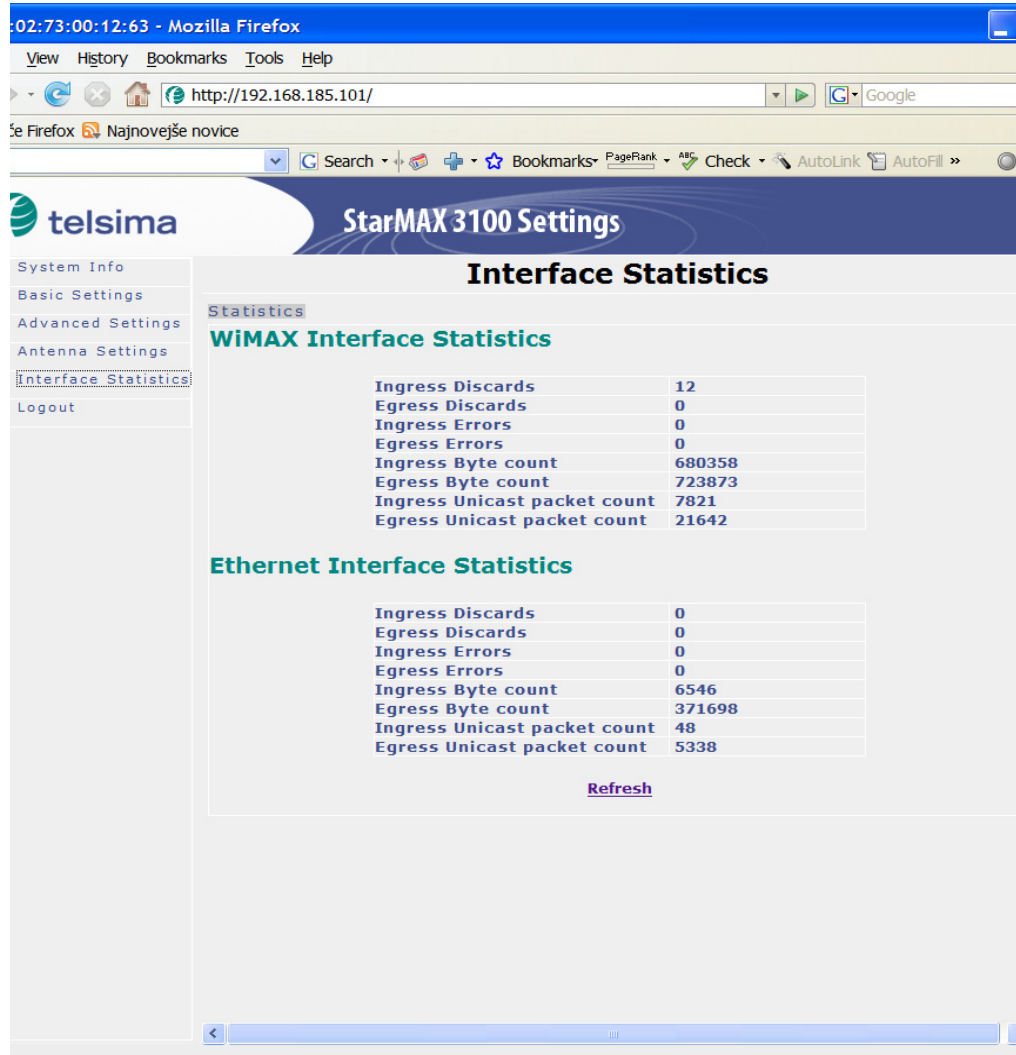 :02:73:00:12:63 - Mozilla Firefox
View History Bookmarks Tools Help
http://192.168.185.101/ G Google
če Firefox Najnovejše novice
G Search Bookmarks PageRank ABC Check AutoLink AutoFill »
telsima StarMAX 3100 Settings
System Info
Basic Settings
Advanced Settings
Antenna Settings
Interface Statistics
Logout
Interface Statistics
Statistics
WiMAX Interface Statistics
Ingress Discards 12
Egress Discards 0
Ingress Errors 0
Egress Errors 0
Ingress Byte count 680358
Egress Byte count 723873
Ingress Unicast packet count 7821
Egress Unicast packet count 21642
Ethernet Interface Statistics
Ingress Discards 0
Egress Discards 0
Ingress Errors 0
Egress Errors 0
Ingress Byte count 6546
Egress Byte count 371698
Ingress Unicast packet count 48
Egress Unicast packet count 5338
Refresh